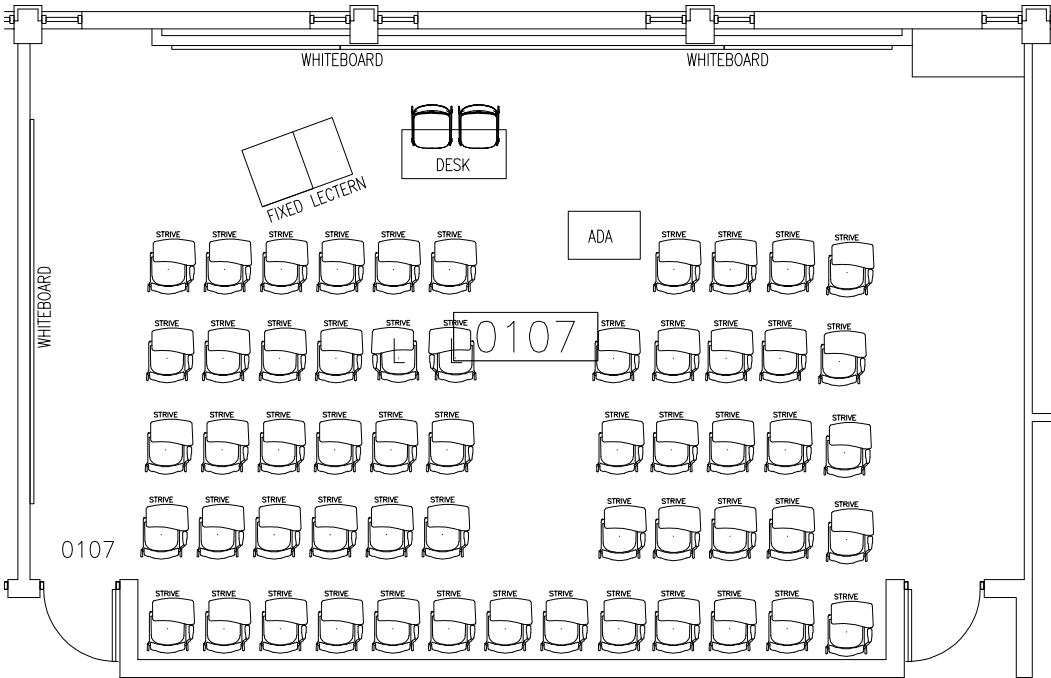 WHITEBOARD WHITEBOARD
DESK
FIXED LECTERN
ADA
STRIVE STRIVE STRIVE STRIVE STRIVE STRIVE STRIVE STRIVE STRIVE STRIVE
WHITEBOARD
STRIVE STRIVE STRIVE STRIVE STRIVE STRIVE STRIVE STRIVE STRIVE STRIVE STRIVE
0107
STRIVE STRIVE STRIVE STRIVE STRIVE STRIVE STRIVE STRIVE STRIVE STRIVE STRIVE
STRIVE STRIVE STRIVE STRIVE STRIVE STRIVE STRIVE STRIVE STRIVE STRIVE STRIVE
0107
STRIVE STRIVE STRIVE STRIVE STRIVE STRIVE STRIVE STRIVE STRIVE STRIVE STRIVE STRIVE STRIVE